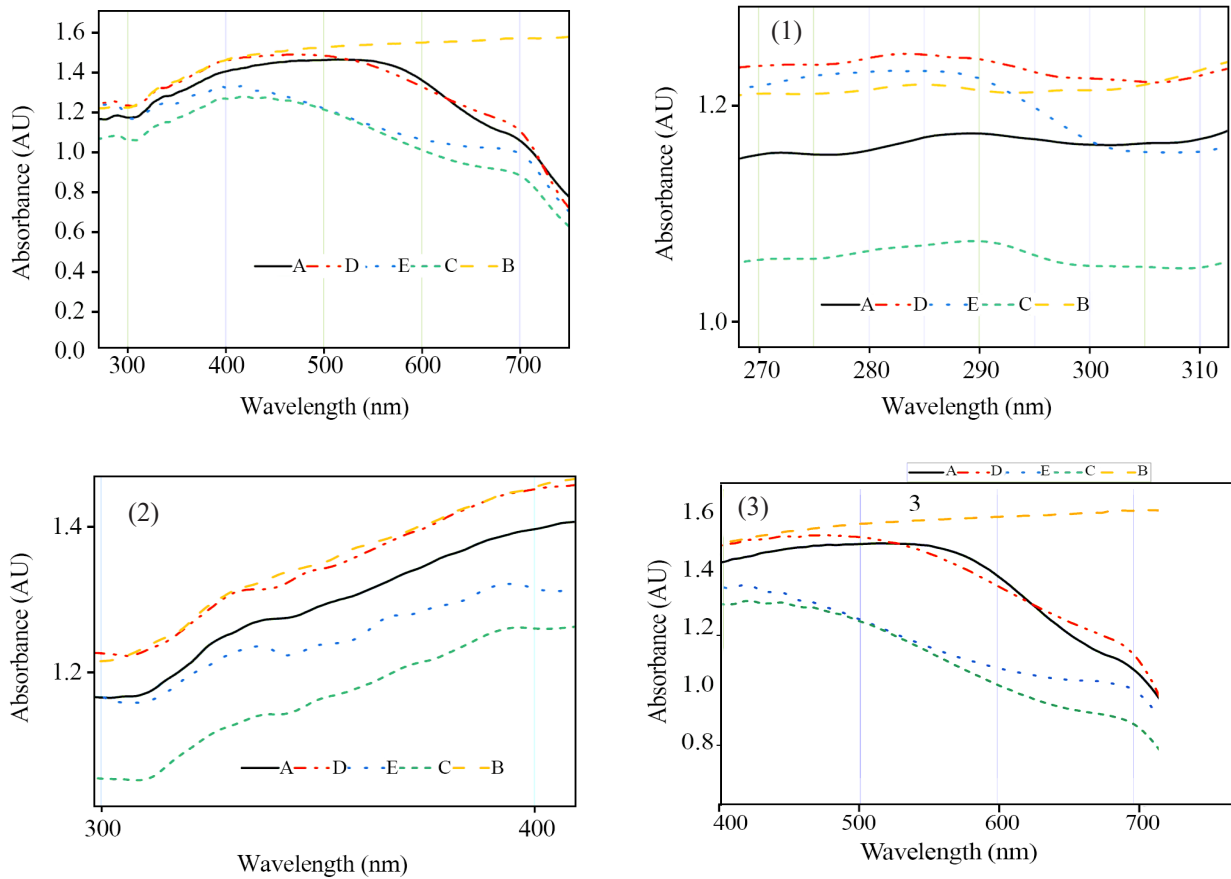 1.6
1.4
1.2
1.0
0.8
0.6
0.4
0.2
0.0
Absorbance (AU)
A D E C B
300 400 500 600 700
Wavelength (nm)
(1)
1.2
1.0
Absorbance (AU)
A D E C B
270 280 290 300 310
Wavelength (nm)
(2)
1.4
1.2
Absorbance (AU)
A D E C B
300 400
Wavelength (nm)
A D E C B
(3) 3
1.6
1.4
1.2
1.0
0.8
Absorbance (AU)
400 500 600 700
Wavelength (nm)